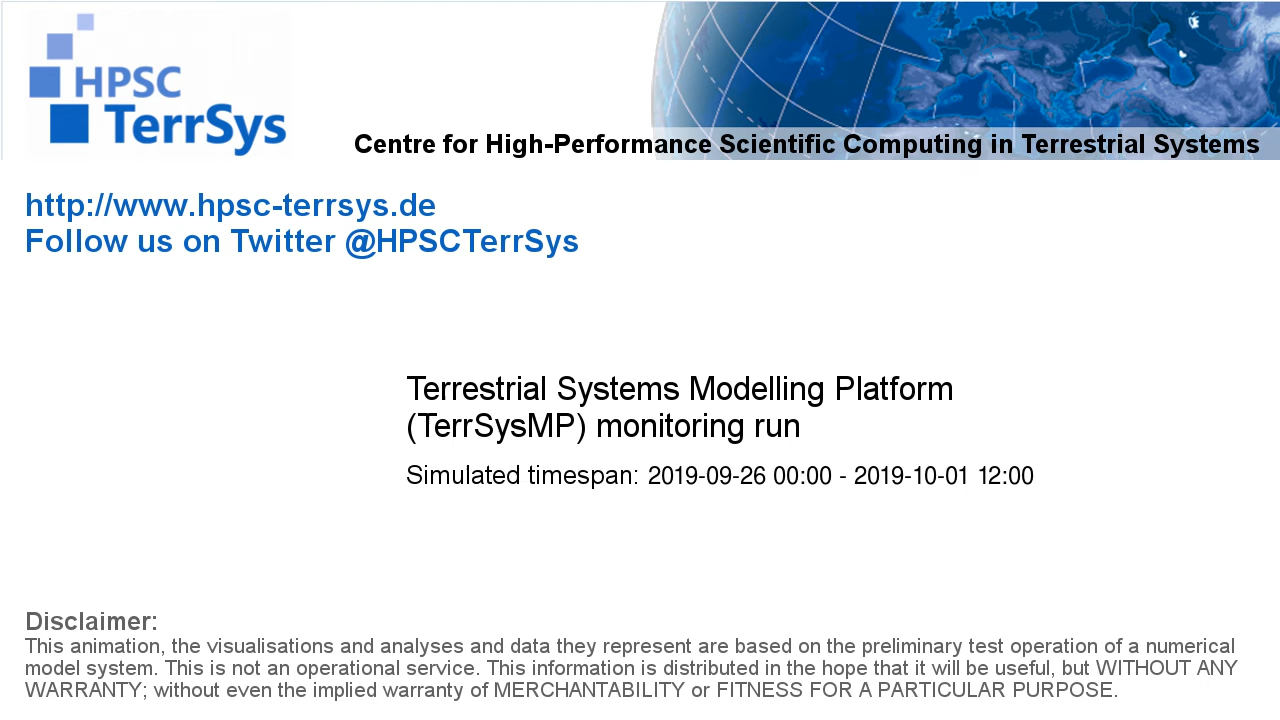 HPSC
TerrSys
Centre for High-Performance Scientific Computing in Terrestrial Systems
http://www.hpsc-terrsys.de
Follow us on Twitter @HPSCTerrSys
Terrestrial Systems Modelling Platform
(TerrSysMP) monitoring run
Simulated timespan: 2019-09-26 00:00 - 2019-10-01 12:00
Disclaimer:
This animation, the visualisations and analyses and data they represent are based on the preliminary test operation of a numerical
model system. This is not an operational service. This information is distributed in the hope that it will be useful, but WITHOUT ANY
WARRANTY; without even the implied warranty of MERCHANTABILITY or FITNESS FOR A PARTICULAR PURPOSE.